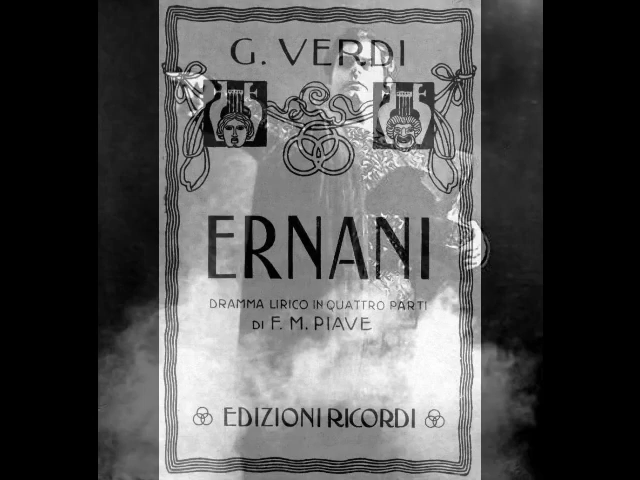 G. VERDI
ERNANI
DRAMMA LIRICO IN QUATTRO PARTI
DI F. M. PIAVE
EDIZIONI RICORDI